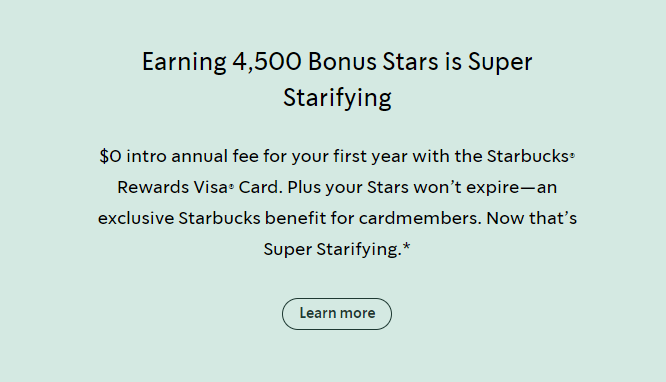 Earning 4,500 Bonus Stars is Super
Starifying
$0 intro annual fee for your first year with the Starbucks®
Rewards Visa® Card. Plus your Stars won’t expire—an
exclusive Starbucks benefit for cardmembers. Now that’s
Super Starifying.*
Learn more